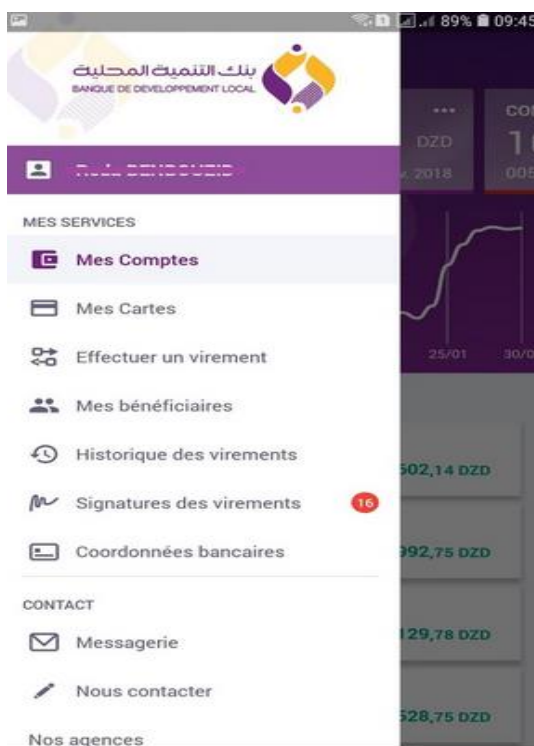 89% 09:45
بنك التنمية المحلية
BANQUE DE DEVELOPPEMENT LOCAL
MES SERVICES
Mes Comptes
Mes Cartes
Effectuer un virement
Mes bénéficiaires
Historique des virements
Signatures des virements 16
Coordonnées bancaires
CONTACT
Messagerie
Nous contacter
Nos agences
DZD
2018
25/01
602,14 DZD
992,75 DZD
129,78 DZD
528,75 DZD